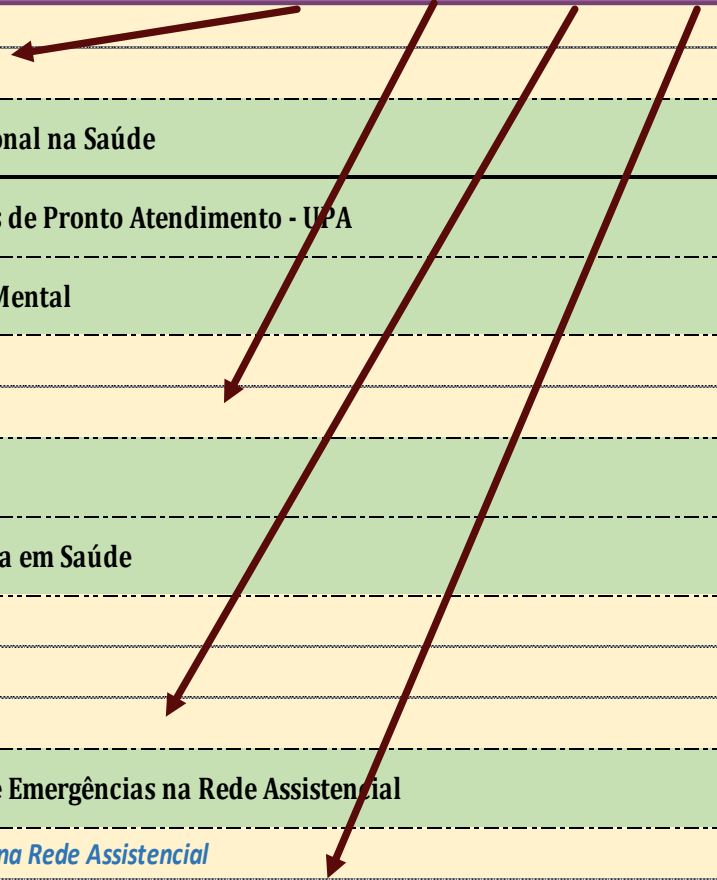 onal na Saúde
s de Pronto Atendimento - UPA
Mental
a em Saúde
e Emergências na Rede Assistencial
na Rede Assistencial